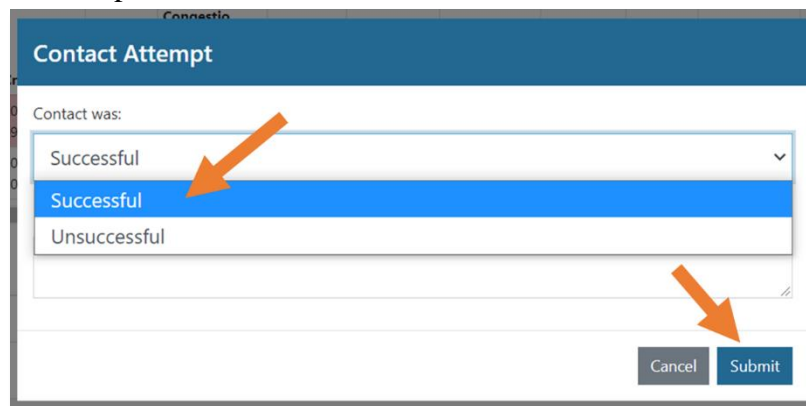 Congestio
Contact Attempt
Contact was:
Successful
Successful
Unsuccessful
Cancel Submit